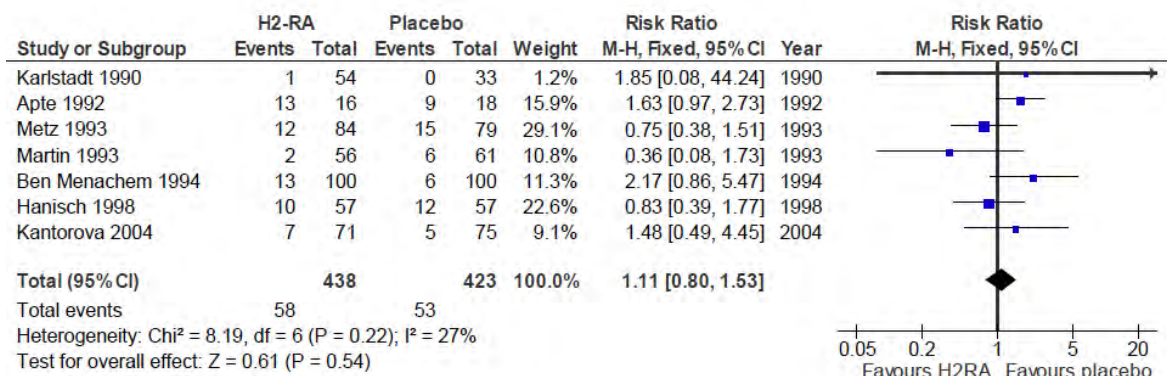 H2-RA Placebo Risk Ratio Risk Ratio
Study or Subgroup Events Total Events Total Weight M-H, Fixed, 95% CI Year M-H, Fixed, 95% CI
Karlstadt 1990 1 54 0 33 1.2% 1.85 [0.08, 44.24] 1990
Apte 1992 13 16 9 18 15.9% 1.63 [0.97, 2.73] 1992
Metz 1993 12 84 15 79 29.1% 0.75 [0.38, 1.51] 1993
Martin 1993 2 56 6 61 10.8% 0.36 [0.08, 1.73] 1993
Ben Menachem 1994 13 100 6 100 11.3% 2.17 [0.86, 5.47] 1994
Hanisch 1998 10 57 12 57 22.6% 0.83 [0.39, 1.77] 1998
Kantorova 2004 7 71 5 75 9.1% 1.48 [0.49, 4.45] 2004
Total (95% CI) 438 423 100.0% 1.11 [0.80, 1.53]
Total events 58 53
Heterogeneity: Chi² = 8.19, df = 6 (P = 0.22); I² = 27%
Test for overall effect: Z = 0.61 (P = 0.54)
0.05 0.2 1 5 20
Favours H2RA Favours placebo